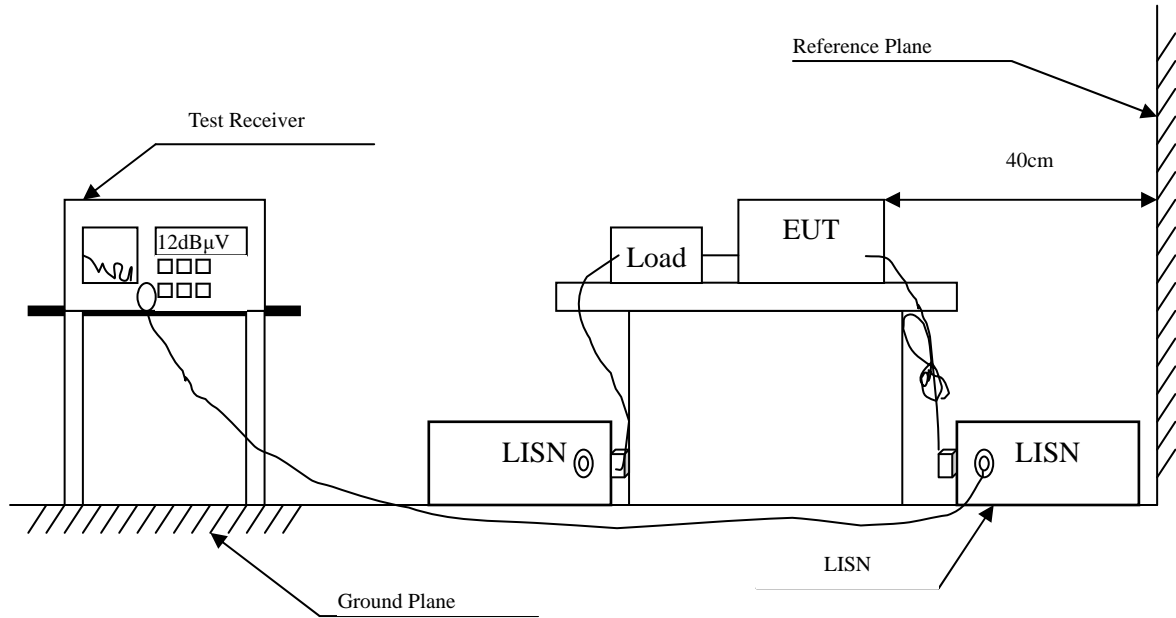 Reference Plane
Test Receiver
40cm
12dBµV
EUT
Load
LISN
LISN
LISN
Ground Plane